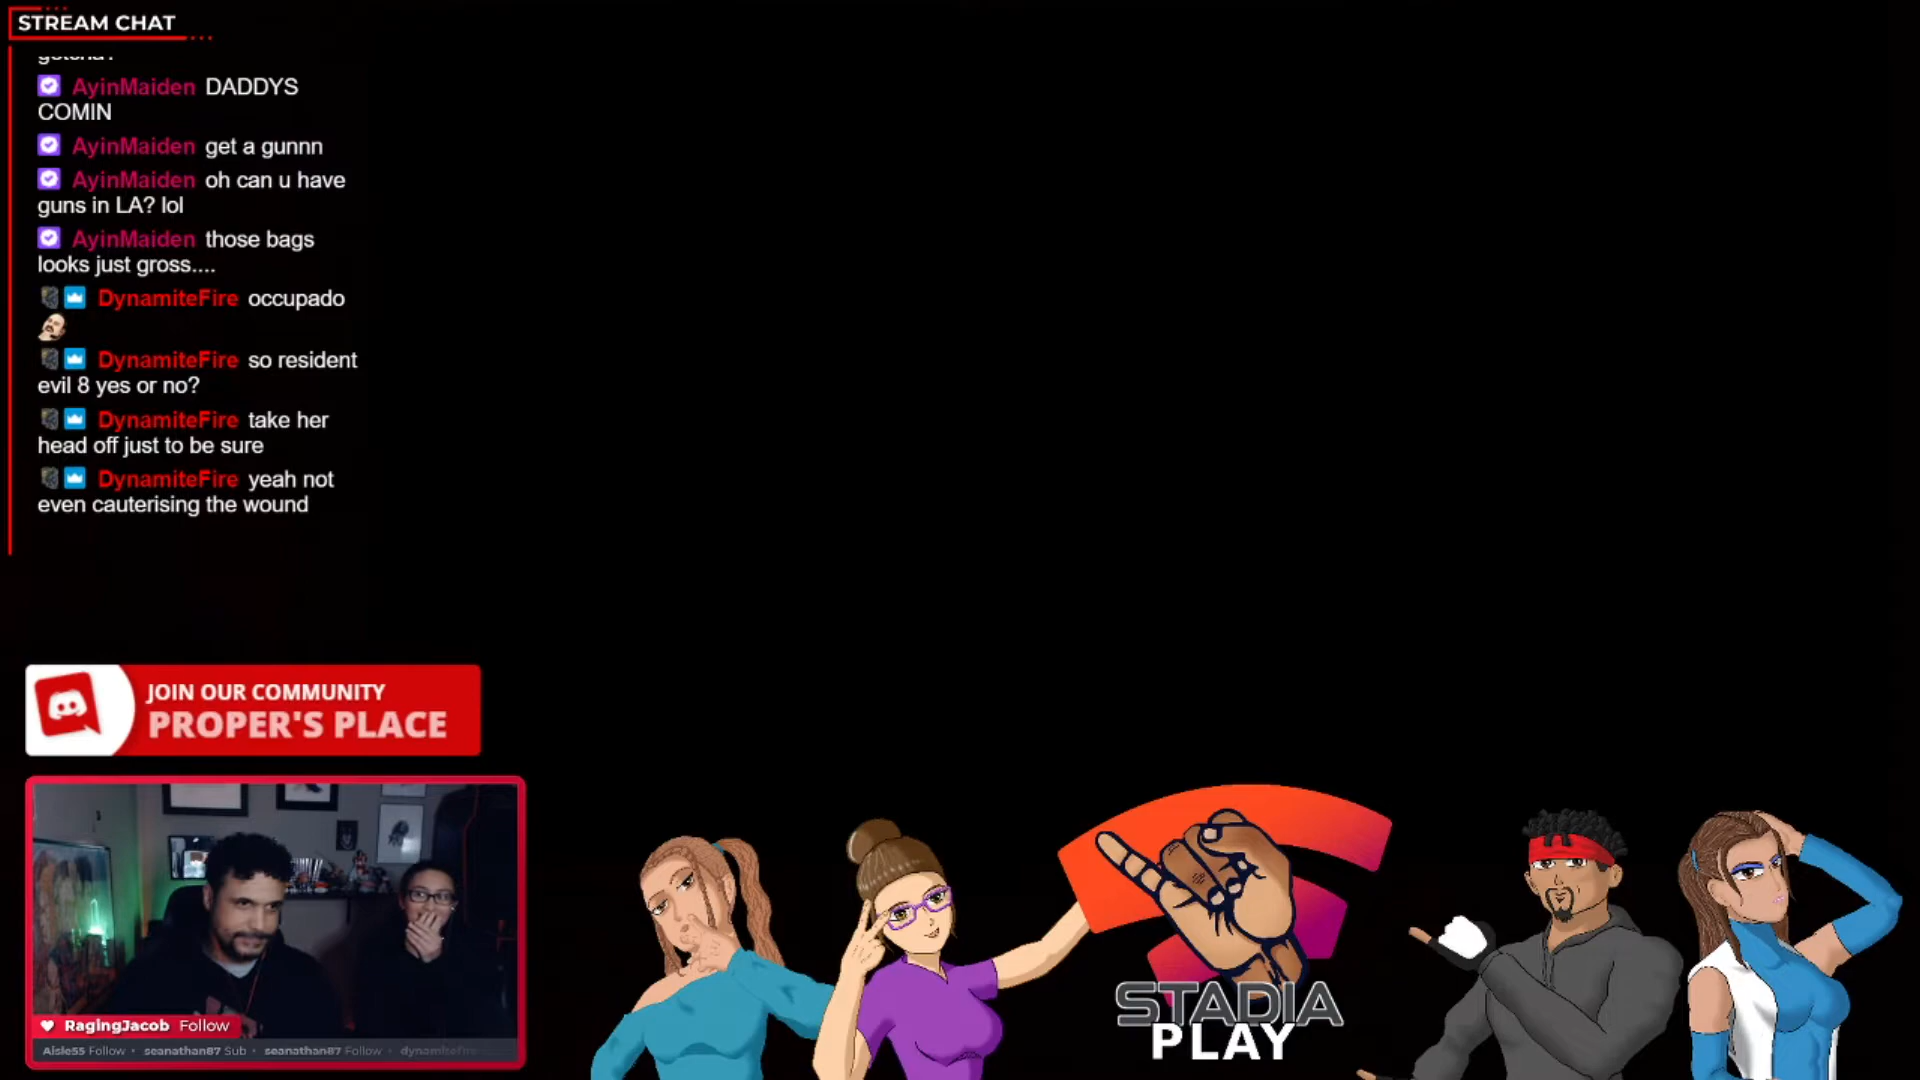 STREAM CHAT
gotcha?
AyinMaiden DADDYS
COMIN
AyinMaiden get a gunnn
AyinMaiden oh can u have
guns in LA? lol
AyinMaiden those bags
looks just gross....
DynamiteFire occupado
DynamiteFire so resident
evil 8 yes or no?
DynamiteFire take her
head off just to be sure
DynamiteFire yeah not
even cauterising the wound
JOIN OUR COMMUNITY
PROPER'S PLACE
RagingJacob Follow
Aisle55 Follow • seanathan87 Sub • seanathan87 Follow • dynamitefire
STADIA
PLAY